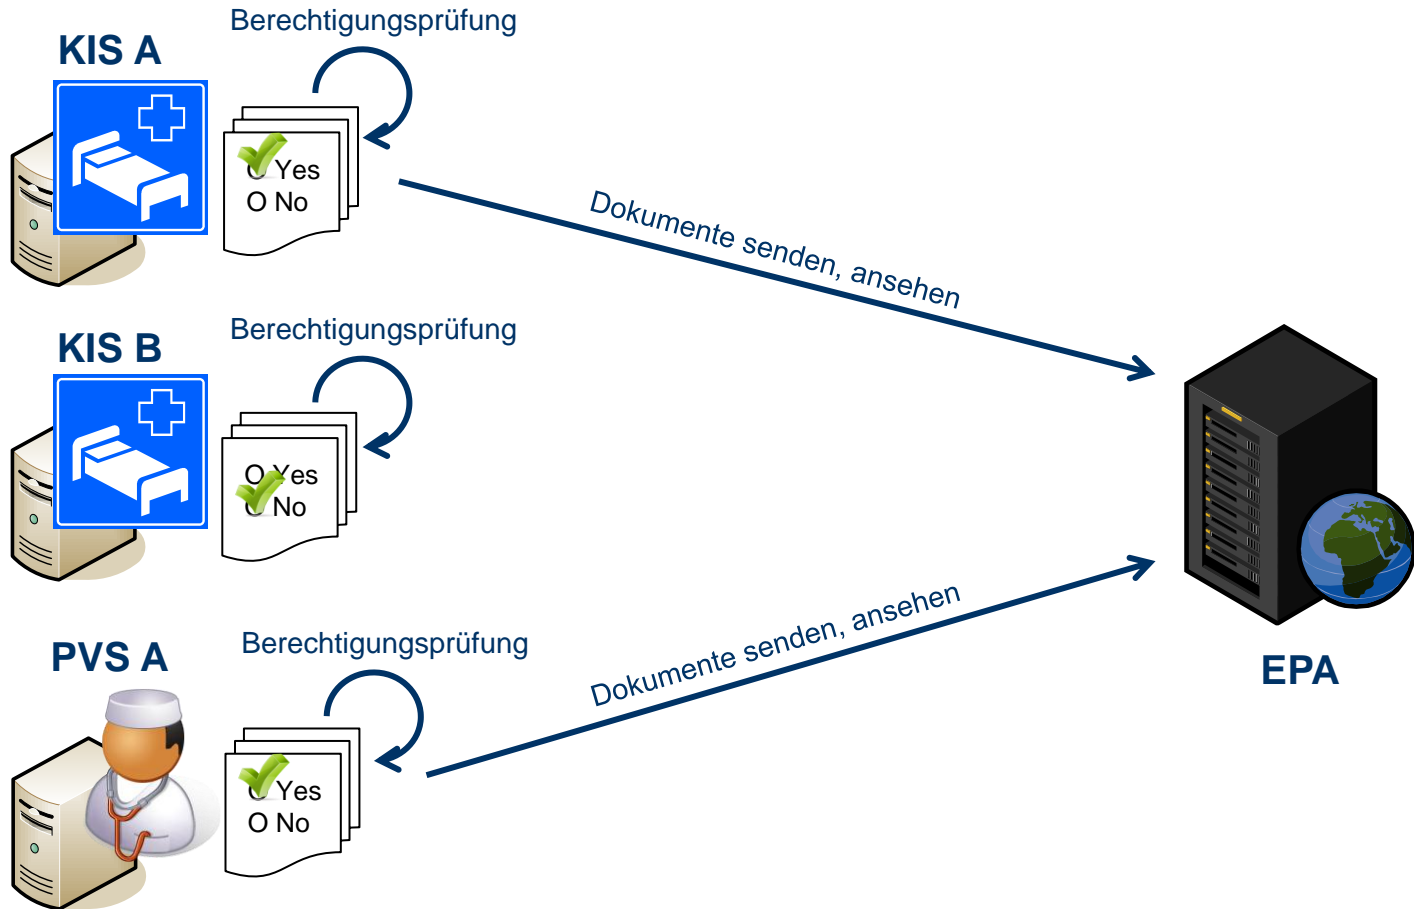 Berechtigungsprüfung
KIS A
O Yes
O No
Dokumente senden, ansehen
Berechtigungsprüfung
KIS B
O Yes
O No
Berechtigungsprüfung
PVS A
Dokumente senden, ansehen
EPA
O Yes
O No